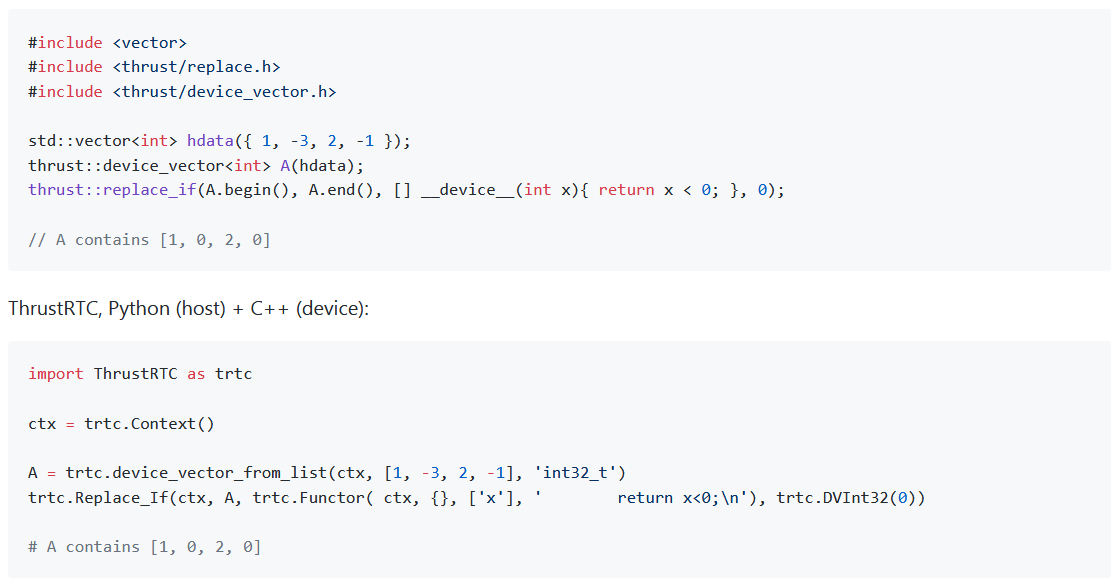 #include <vector>
#include <thrust/replace.h>
#include <thrust/device_vector.h>
std::vector<int> hdata({ 1, -3, 2, -1 });
thrust::device_vector<int> A(hdata);
thrust::replace_if(A.begin(), A.end(), [] __device__(int x){ return x < 0; }, 0);
// A contains [1, 0, 2, 0]
ThrustRTC, Python (host) + C++ (device):
import ThrustRTC as trtc
ctx = trtc.Context()
A = trtc.device_vector_from_list(ctx, [1, -3, 2, -1], 'int32_t')
trtc.Replace_If(ctx, A, trtc.Functor( ctx, {}, ['x'], '        return x<0;\n'), trtc.DVInt32(0))
# A contains [1, 0, 2, 0]